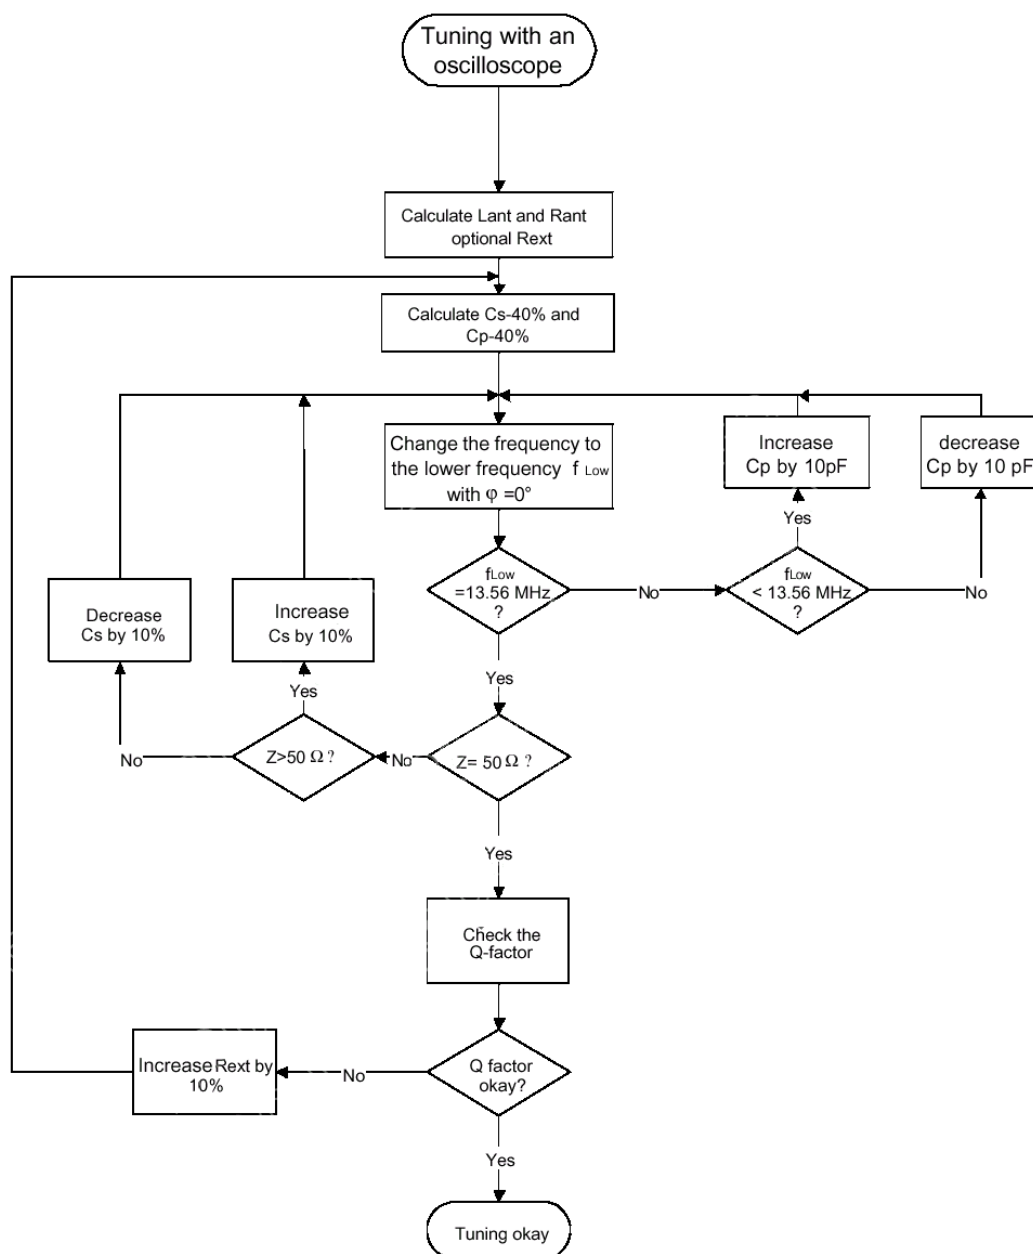 Tuning with an
oscilloscope
Calculate Lant and Rant
optional Rext
Calculate Cs-40% and
Cp-40%
Change the frequency to
the lower frequency f Low
with φ =0°
Increase
Cp by 10pF
decrease
Cp by 10 pF
Yes
fLow
=13.56 MHz
?
No
fLow
< 13.56 MHz
?
No
Decrease
Cs by 10%
Increase
Cs by 10%
Yes
Yes
No
Z>50 Ω ?
No
Z= 50 Ω ?
Yes
Check the
Q-factor
Increase Rext by
10%
No
Q factor
okay?
Yes
Tuning okay